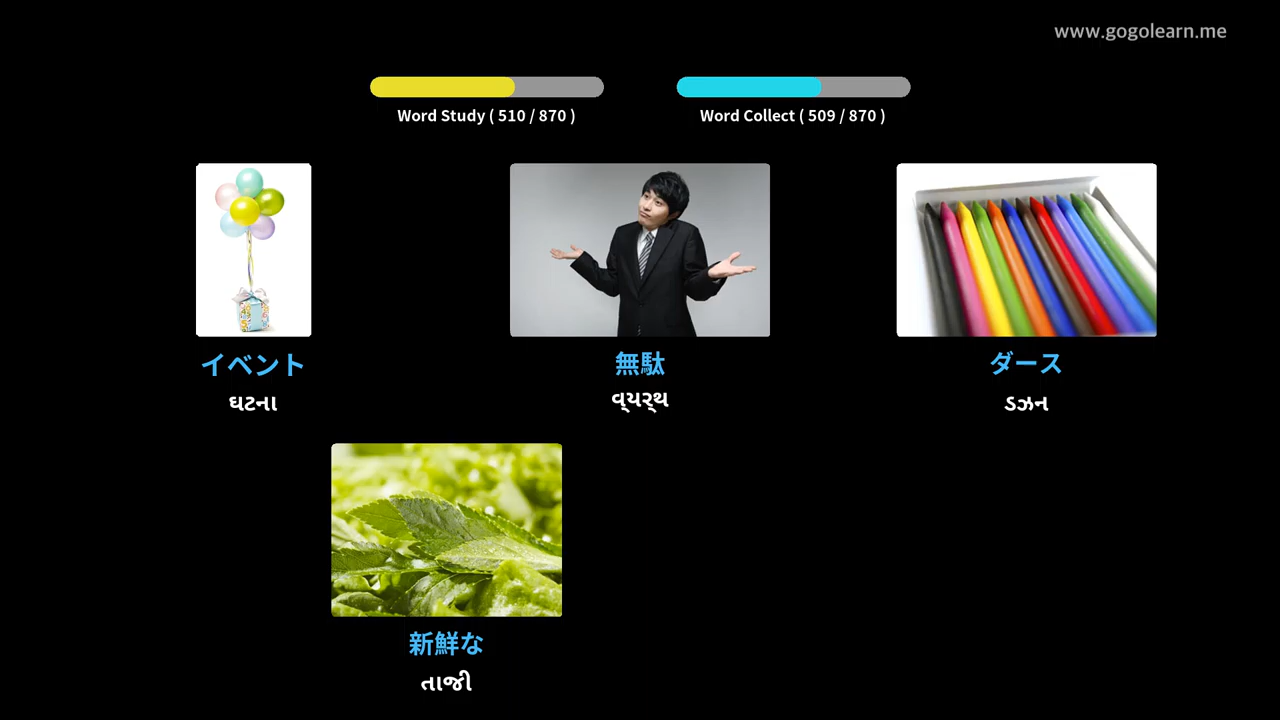 www.gogolearn.me
Word Study ( 510 / 870 )
Word Collect ( 509 / 870 )
イベント
ઘટના
無駄
વ્યર્થ
ダース
ડઝન
新鮮な
તાજી